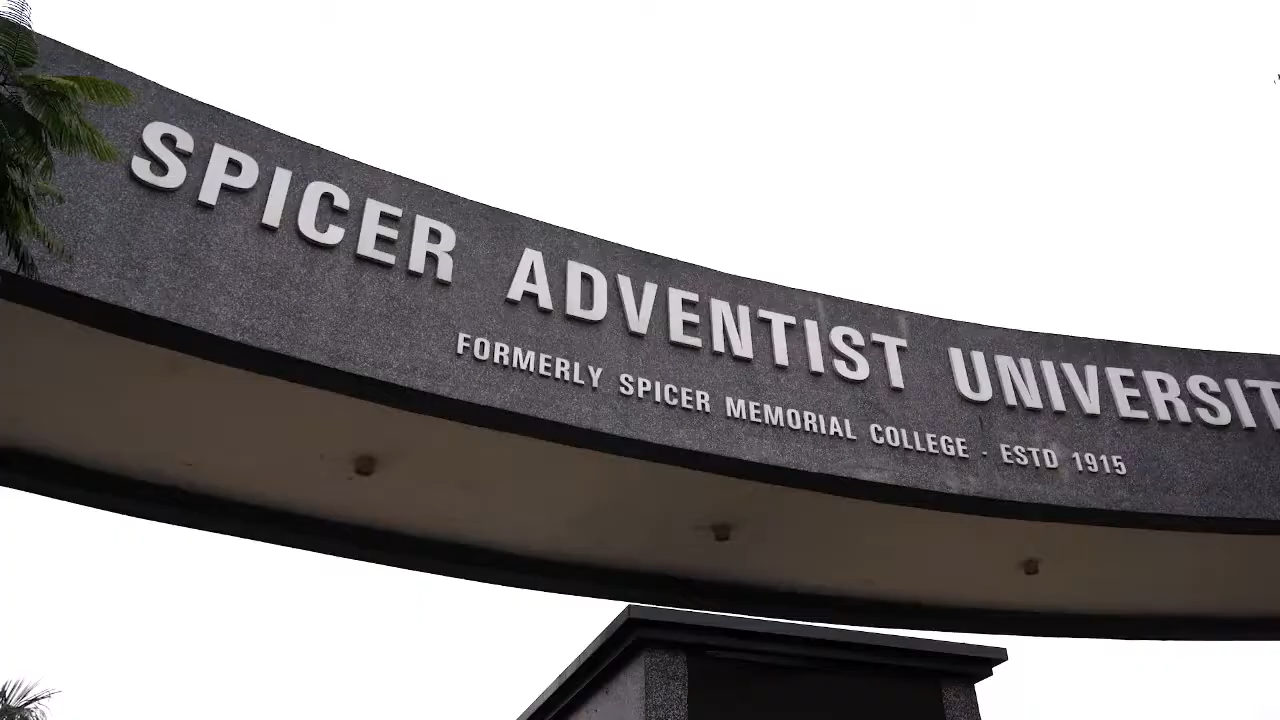 SPICER ADVENTIST UNIVERSIT
FORMERLY SPICER MEMORIAL COLLEGE · ESTD 1915